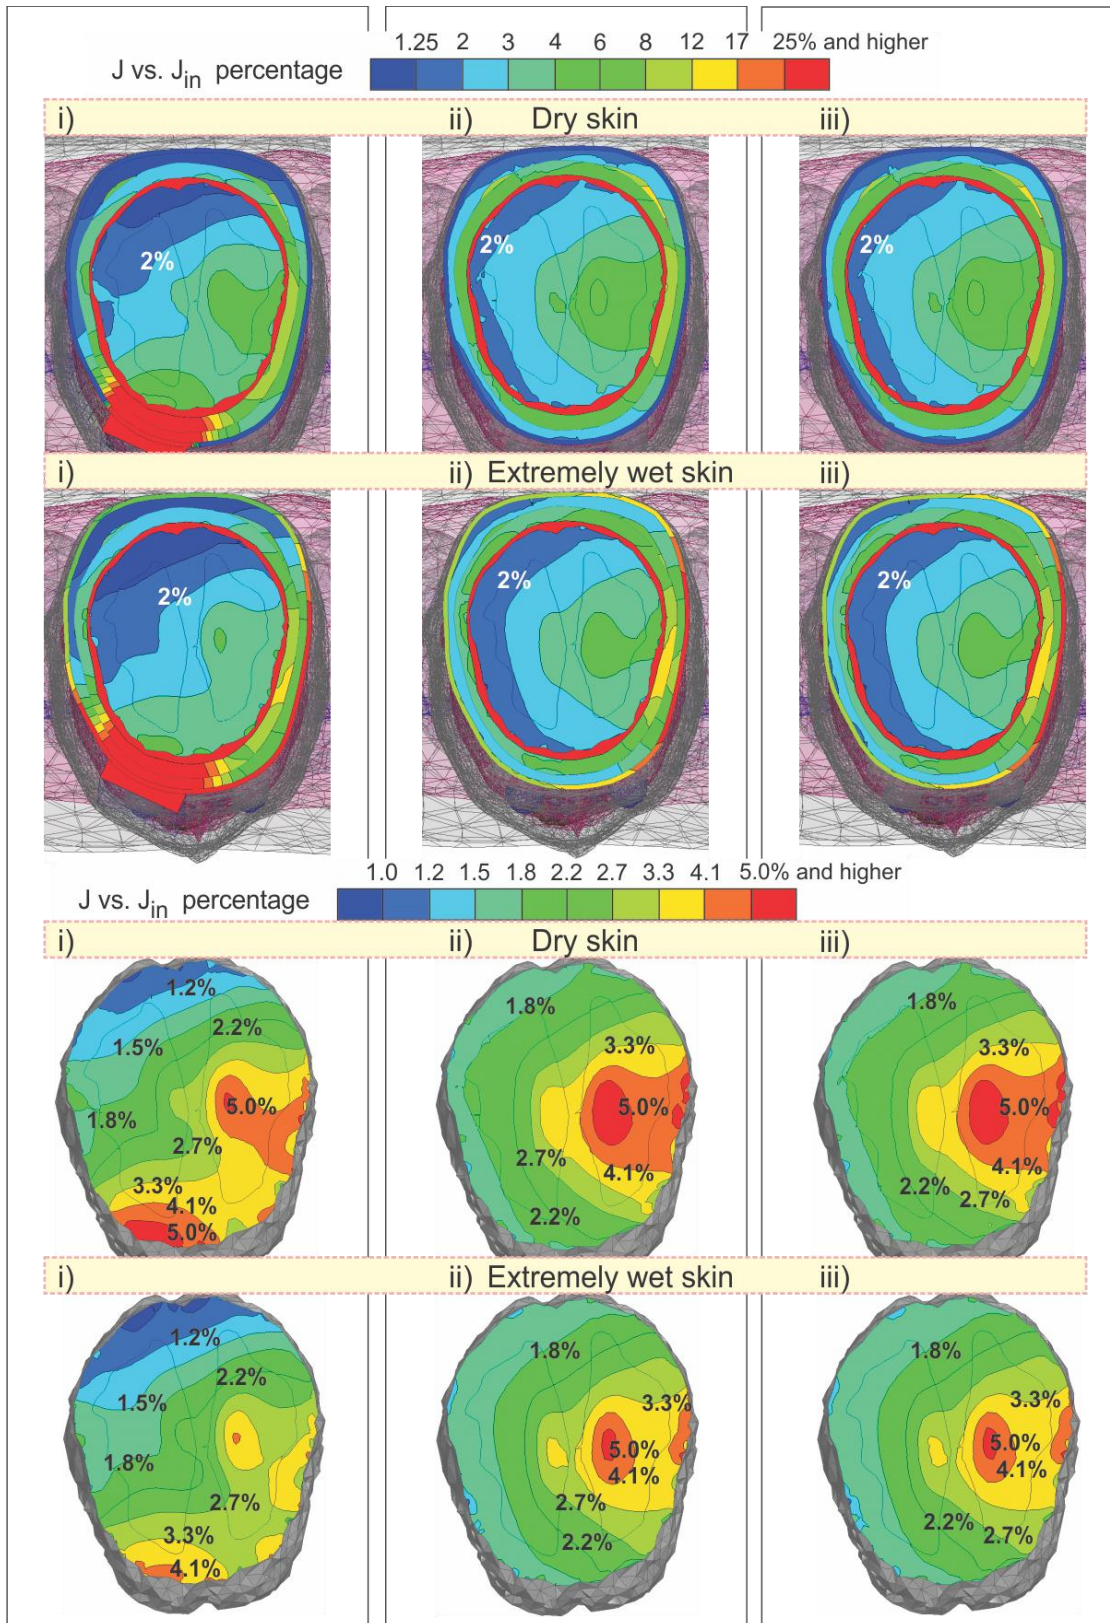 1.25 2 3 4 6 8 12 17 25% and higher
J vs. J_in percentage
i) ii) Dry skin iii)
2% 2% 2%
i) ii) Extremely wet skin iii)
2% 2% 2%
1.0 1.2 1.5 1.8 2.2 2.7 3.3 4.1 5.0% and higher
J vs. J_in percentage
i) ii) Dry skin iii)
1.2% 1.8% 1.8%
2.2%
1.5% 3.3% 3.3%
5.0% 5.0% 5.0%
1.8%
2.7% 2.7% 4.1% 4.1%
3.3% 2.2% 2.7%
4.1% 2.2%
5.0%
i) ii) Extremely wet skin iii)
1.2% 1.8% 1.8%
2.2%
1.5% 3.3% 3.3%
5.0% 5.0%
1.8% 4.1% 4.1%
2.7% 2.7%
3.3% 2.2% 2.2% 2.7%
4.1%